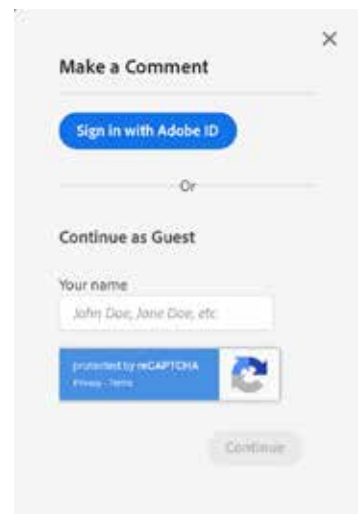 Make a Comment
Sign in with Adobe ID
Or
Continue as Guest
Your name
John Doe, Jane Doe, etc.
protected by reCAPTCHA
Privacy - Terms
Continue